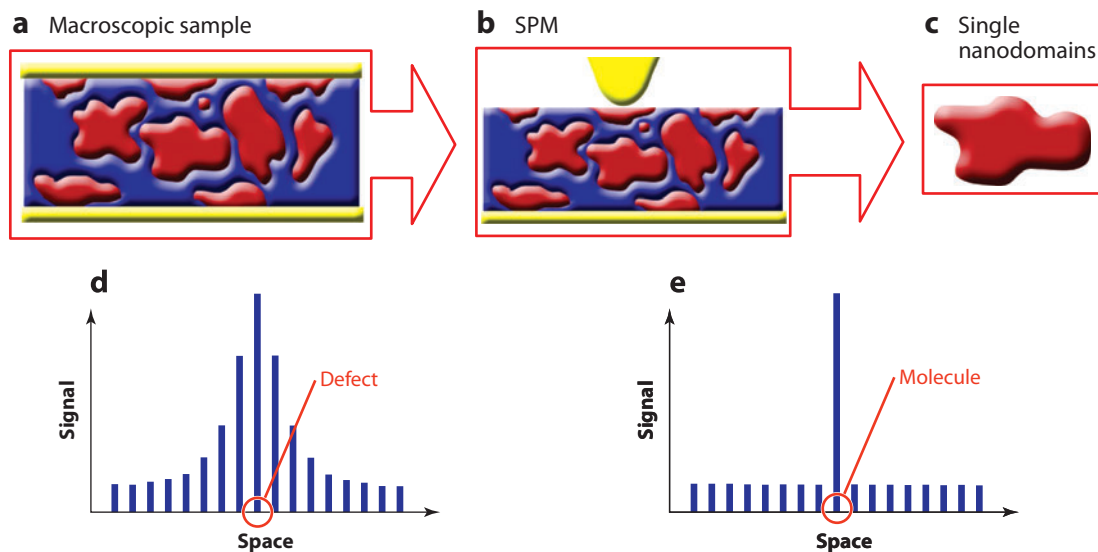 a Macroscopic sample
b SPM
c Single
nanodomains
d
Signal
Defect
Space
e
Signal
Molecule
Space